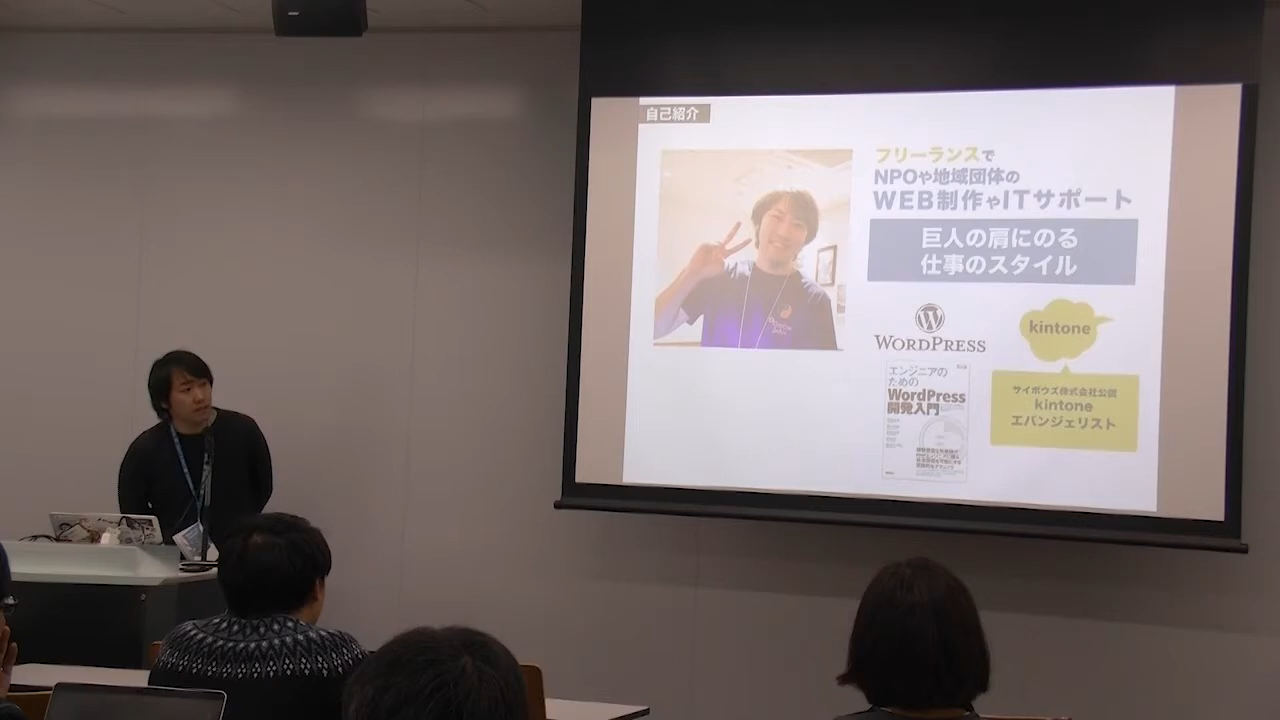 自己紹介
フリーランスで
NPOや地域団体の
WEB制作やITサポート
巨人の肩にのる
仕事のスタイル
WORDPRESS
kintone
エンジニアの
ための
WordPress
開発入門
サイボウズ株式会社公認
kintone
エバンジェリスト